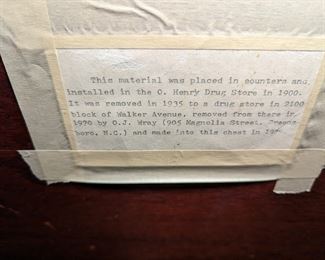 This material was placed in counters and
installed in the O. Henry Drug Store in 1900.
It was removed in 1935 to a drug store in 2100
block of Walker Avenue, removed from there in
1970 by O.J. Wray (905 Magnolia Street, Greens
boro, N.C.) and made into this chest in